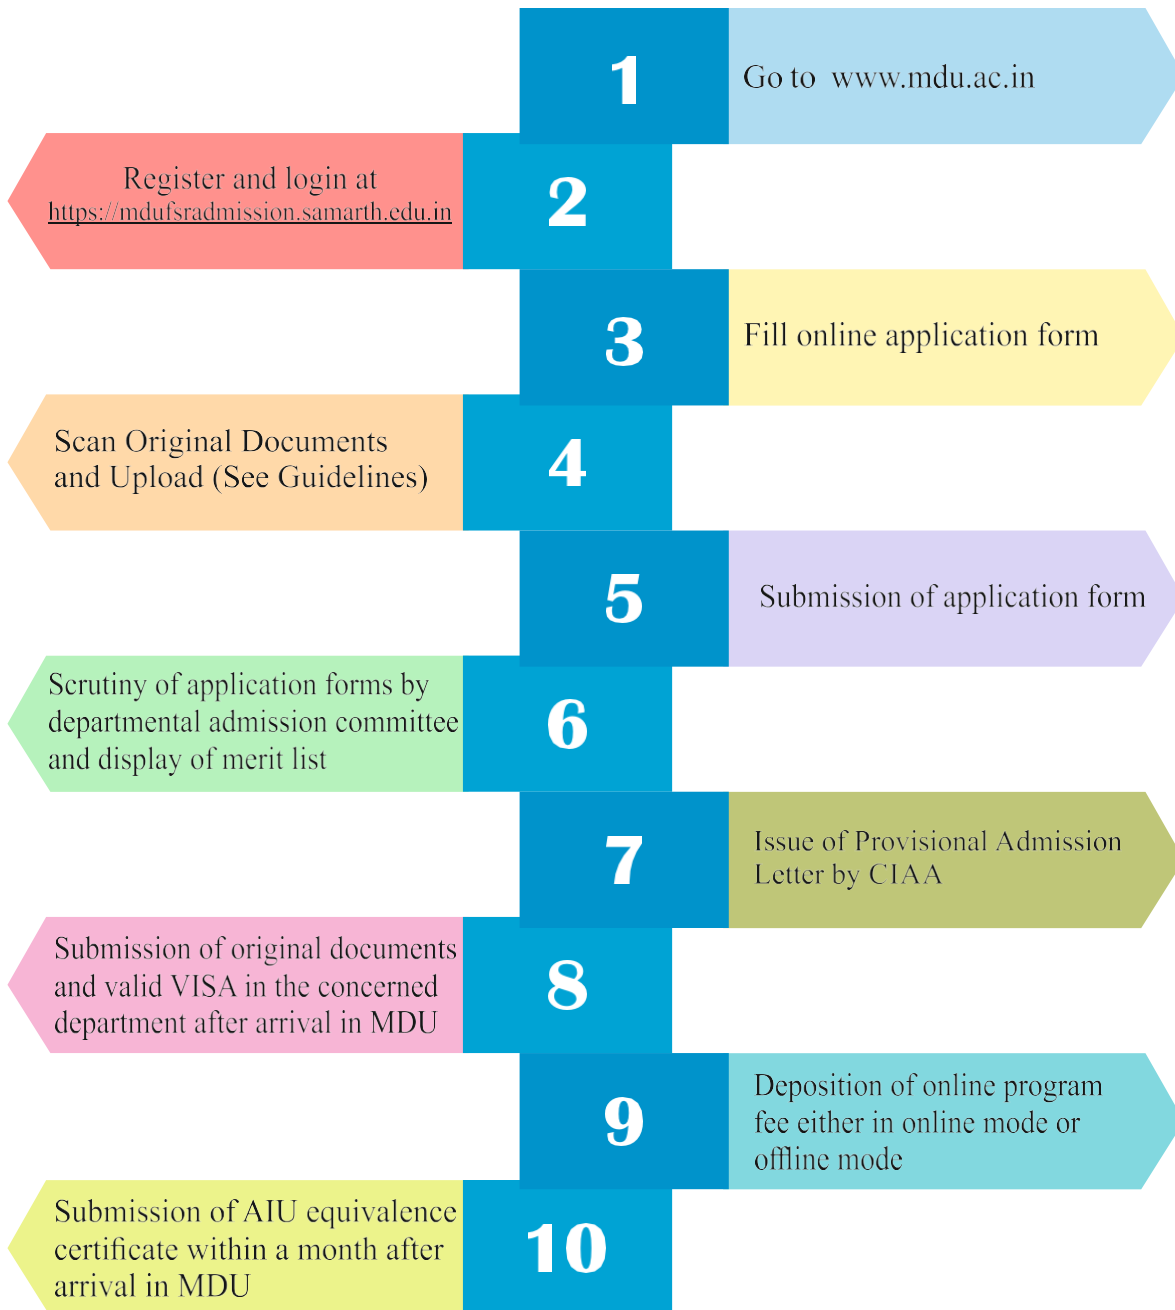 1
Go to www.mdu.ac.in
Register and login at
https://mdufsradmission.samarth.edu.in
2
3
Fill online application form
Scan Original Documents
and Upload (See Guidelines)
4
5
Submission of application form
Scrutiny of application forms by
departmental admission committee
and display of merit list
6
7
Issue of Provisional Admission
Letter by CIAA
Submission of original documents
and valid VISA in the concerned
department after arrival in MDU
8
9
Deposition of online program
fee either in online mode or
offline mode
Submission of AIU equivalence
certificate within a month after
arrival in MDU
10